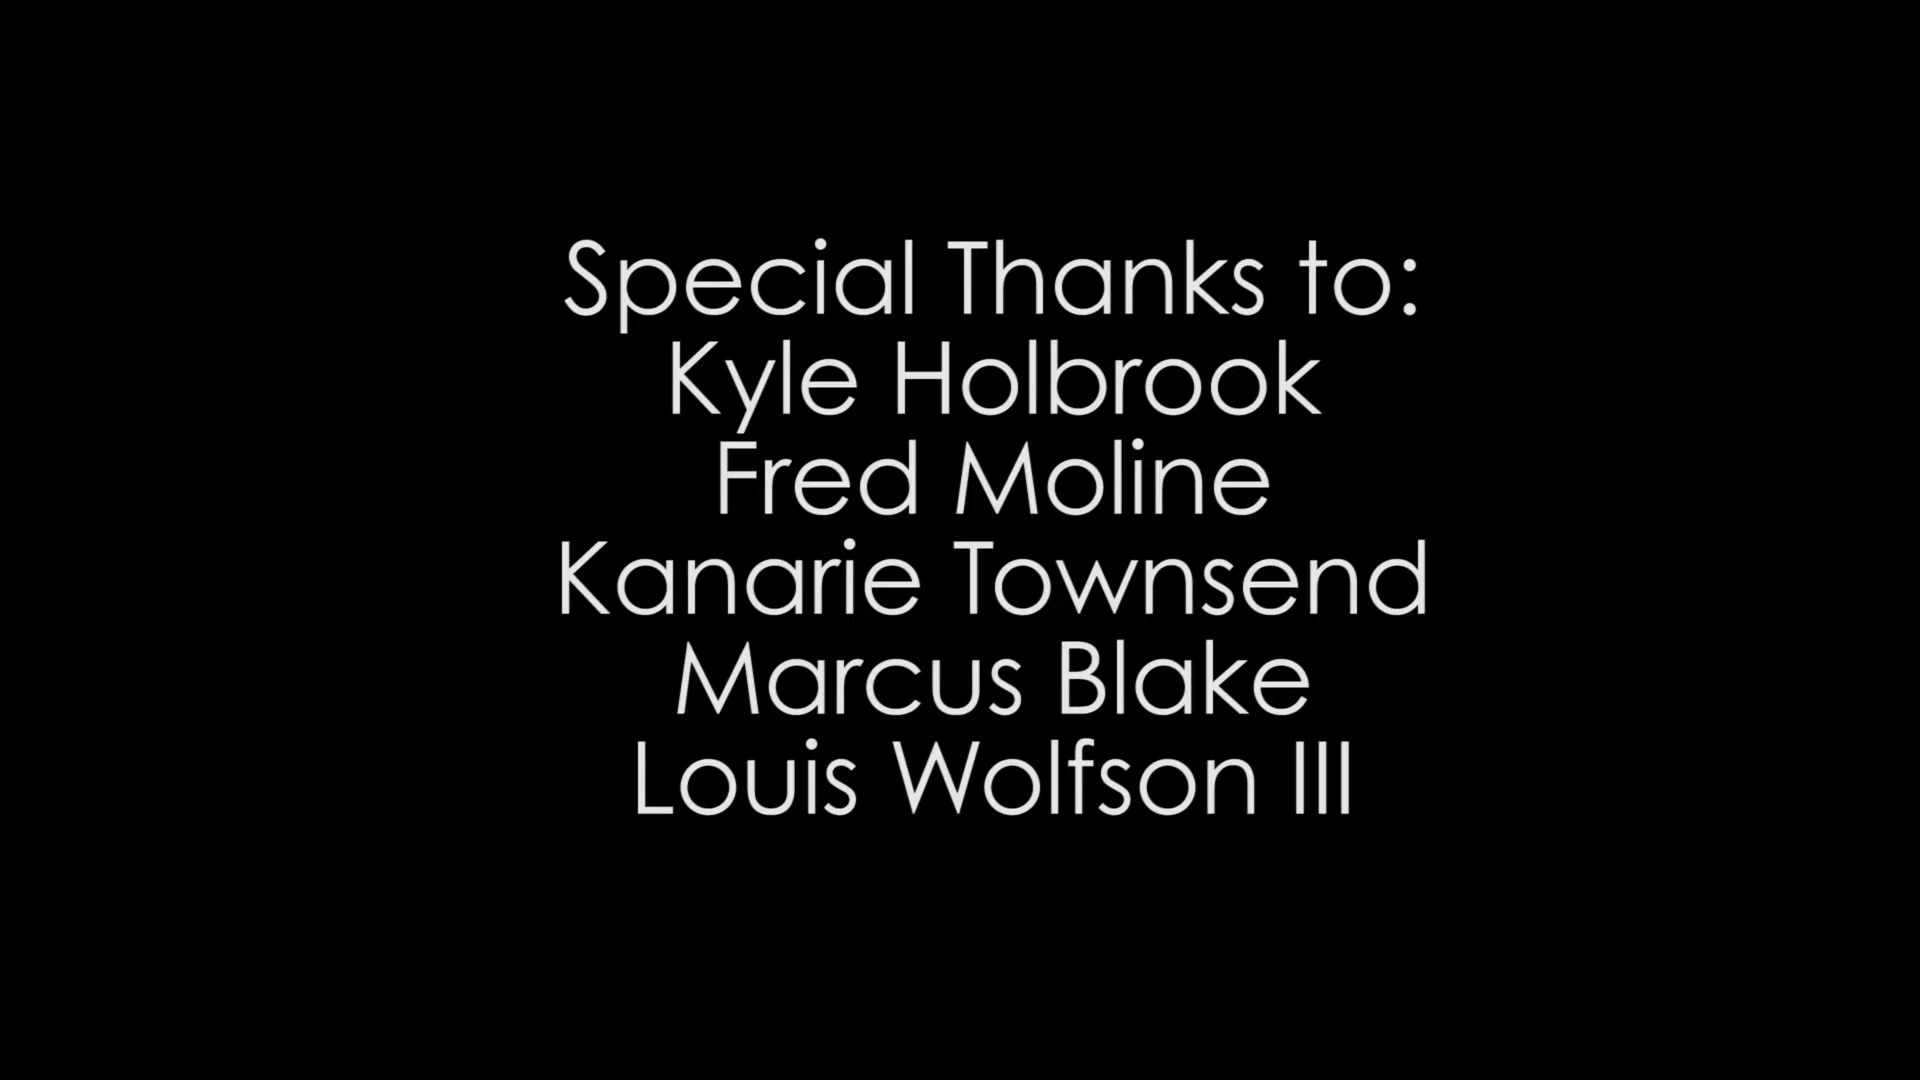 Special Thanks to:
Kyle Holbrook
Fred Moline
Kanarie Townsend
Marcus Blake
Louis Wolfson III